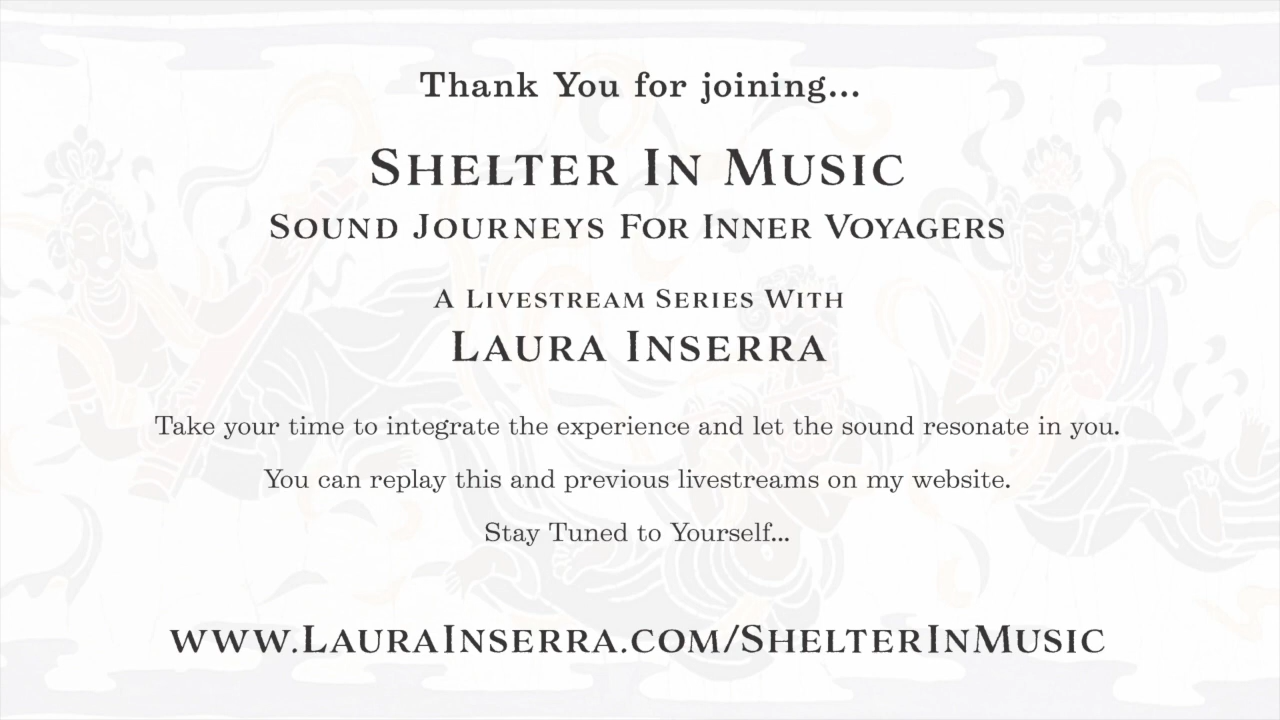 Thank You for joining...
Shelter In Music
Sound Journeys For Inner Voyagers
A Livestream Series With
Laura Inserra
Take your time to integrate the experience and let the sound resonate in you.
You can replay this and previous livestreams on my website.
Stay Tuned to Yourself...
www.LauraInserra.com/ShelterInMusic